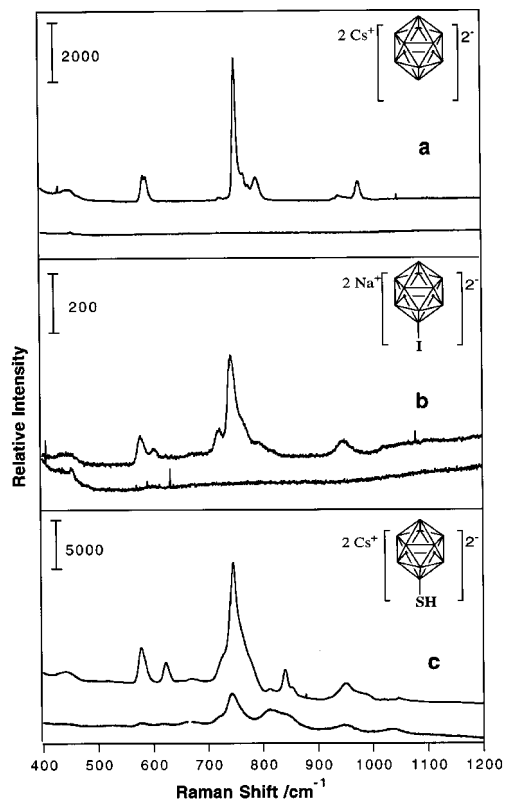 2000
2 Cs⁺
2-
a
200
2 Na⁺
2-
I
b
5000
2 Cs⁺
2-
SH
c
Relative Intensity
400 500 600 700 800 900 1000 1100 1200
Raman Shift /cm⁻¹